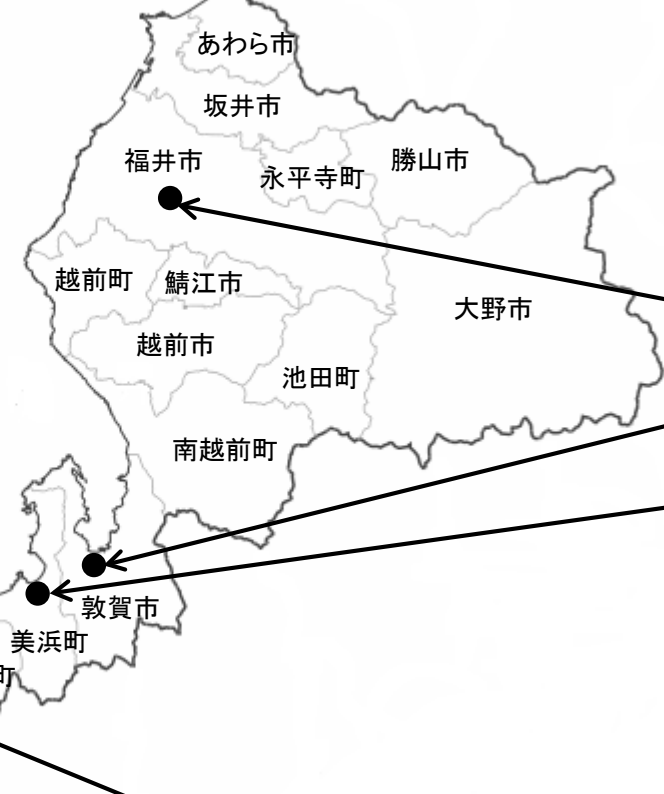 あわら市
坂井市
福井市
永平寺町
勝山市
越前町
鯖江市
大野市
越前市
池田町
南越前町
敦賀市
美浜町
町